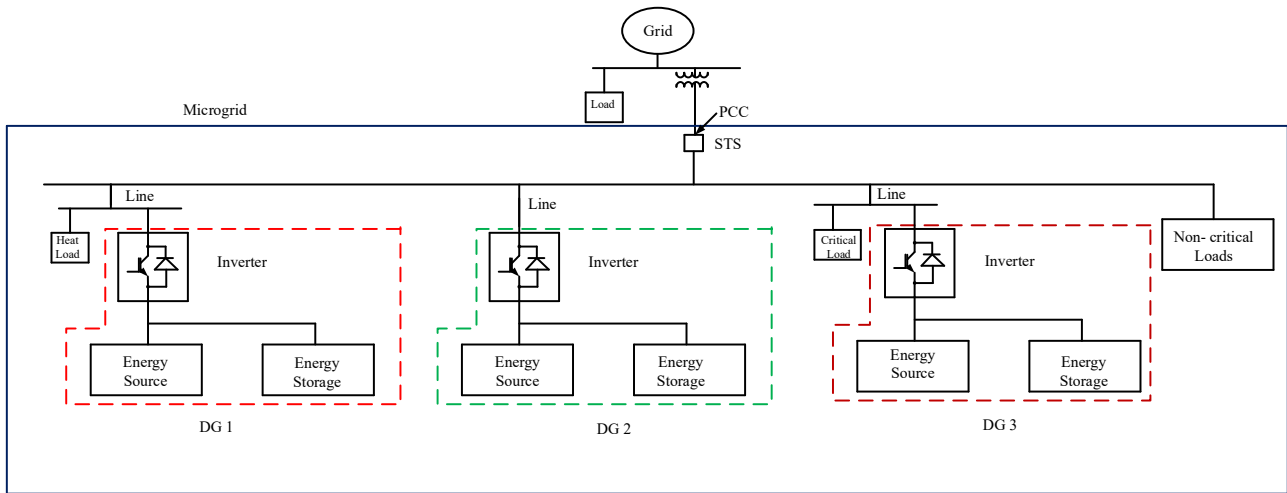 Grid
Load
Microgrid
PCC
STS
Line
Line
Line
Heat
Load
Inverter
Inverter
Critical
Load
Inverter
Non- critical
Loads
Energy
Source
Energy
Storage
Energy
Source
Energy
Storage
Energy
Source
Energy
Storage
DG 1
DG 2
DG 3